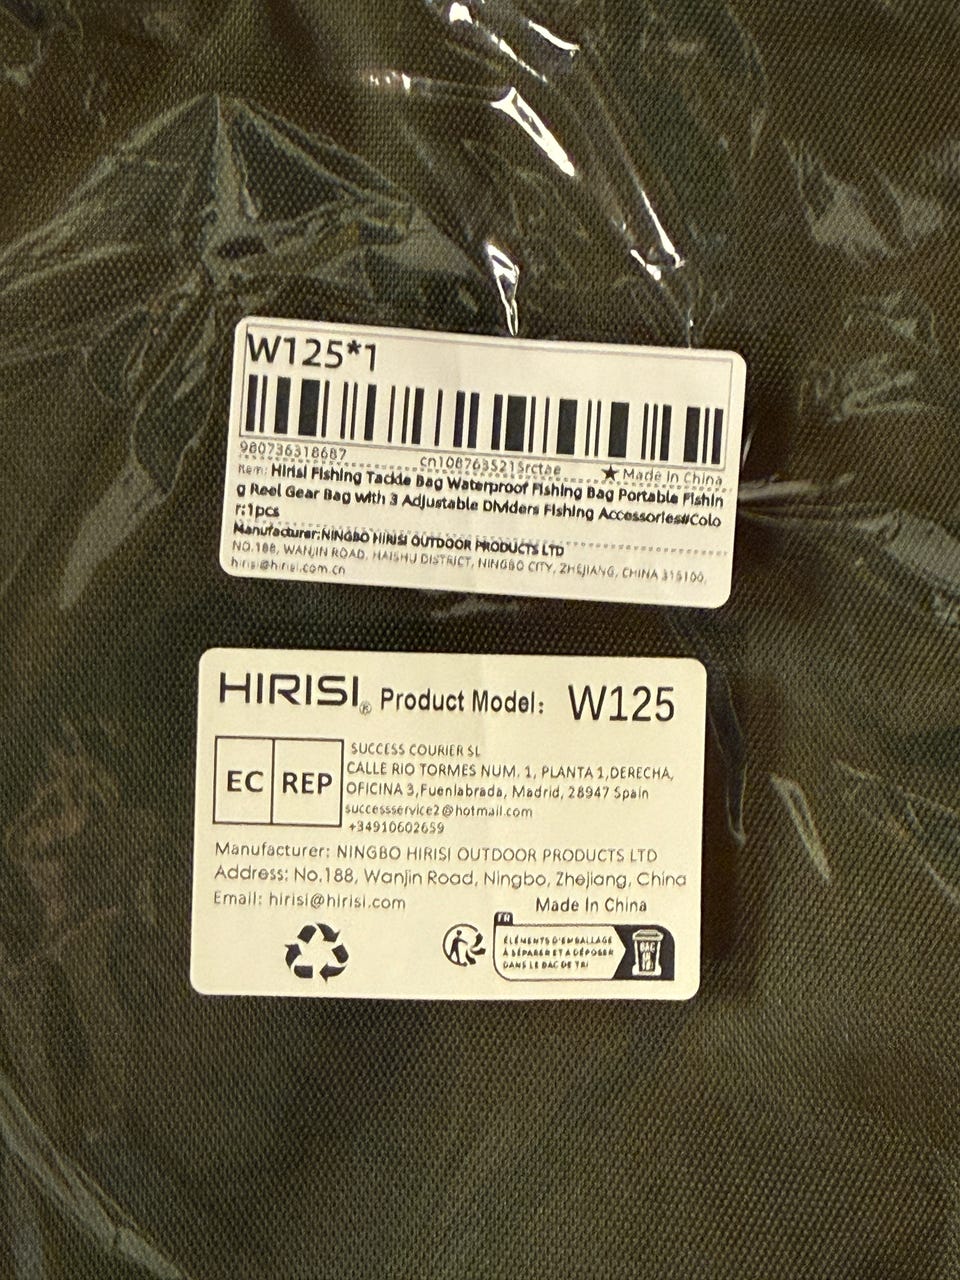 W125*1
980736318687
cn1087635215rctae
★ Made In China
Item: Hirisi Fishing Tackle Bag Waterproof Fishing Bag Portable Fishin
g Reel Gear Bag with 3 Adjustable Dividers Fishing Accessories#Colo
r:1pcs
Manufacturer:NINGBO HIRISI OUTDOOR PRODUCTS LTD
NO.188, WANJIN ROAD, HAISHU DISTRICT, NINGBO CITY, ZHEJIANG, CHINA 315100,
hirisi@hirisi.com.cn
HIRISI® Product Model: W125
EC REP
SUCCESS COURIER SL
CALLE RIO TORMES NUM. 1, PLANTA 1,DERECHA,
OFICINA 3,Fuenlabrada, Madrid, 28947 Spain
successservice2@hotmail.com
+34910602659
Manufacturer: NINGBO HIRISI OUTDOOR PRODUCTS LTD
Address: No.188, Wanjin Road, Ningbo, Zhejiang, China
Email: hirisi@hirisi.com
Made In China
FR
ÉLÉMENTS D'EMBALLAGE
À SÉPARER ET À DÉPOSER
DANS LE BAC DE TRI
BAC
DE
TRI